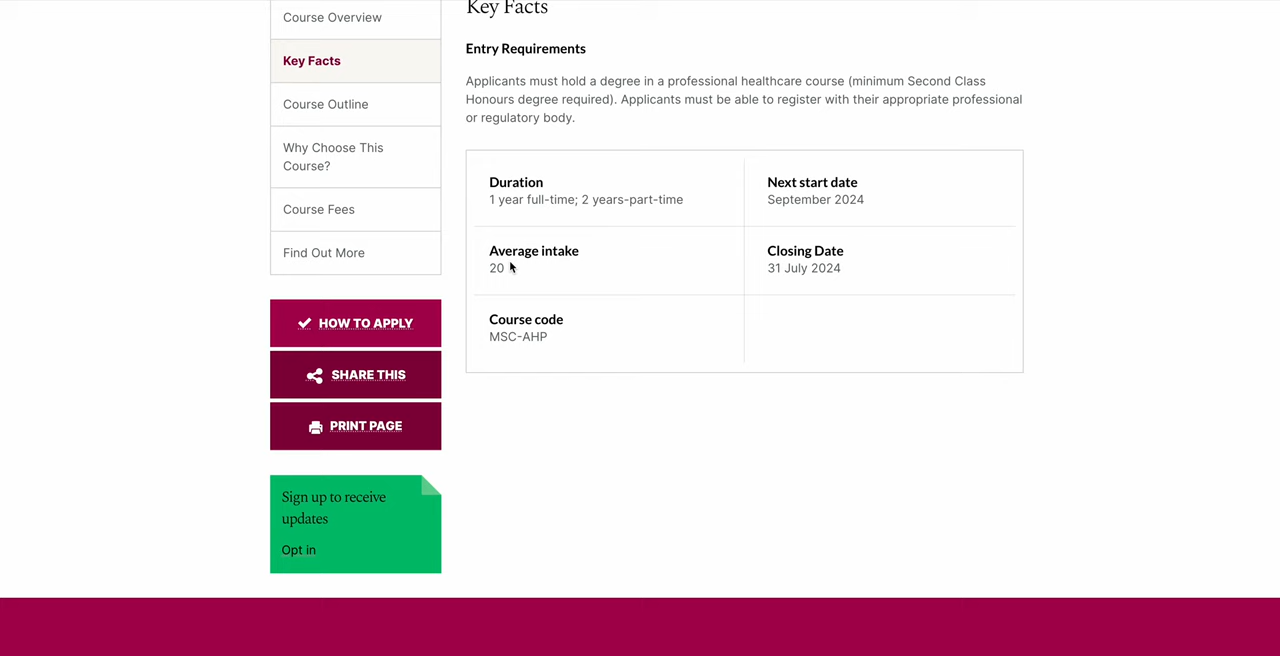 Course Overview
Key Facts
Course Outline
Why Choose This
Course?
Course Fees
Find Out More
HOW TO APPLY
SHARE THIS
PRINT PAGE
Sign up to receive
updates
Opt in
Key Facts
Entry Requirements
Applicants must hold a degree in a professional healthcare course (minimum Second Class
Honours degree required). Applicants must be able to register with their appropriate professional
or regulatory body.
Duration
1 year full-time; 2 years-part-time
Next start date
September 2024
Average intake
20
Closing Date
31 July 2024
Course code
MSC-AHP